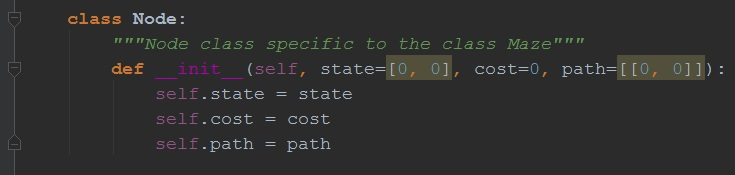 class Node:
    """Node class specific to the class Maze"""
    def __init__(self, state=[0, 0], cost=0, path=[[0, 0]]):
        self.state = state
        self.cost = cost
        self.path = path